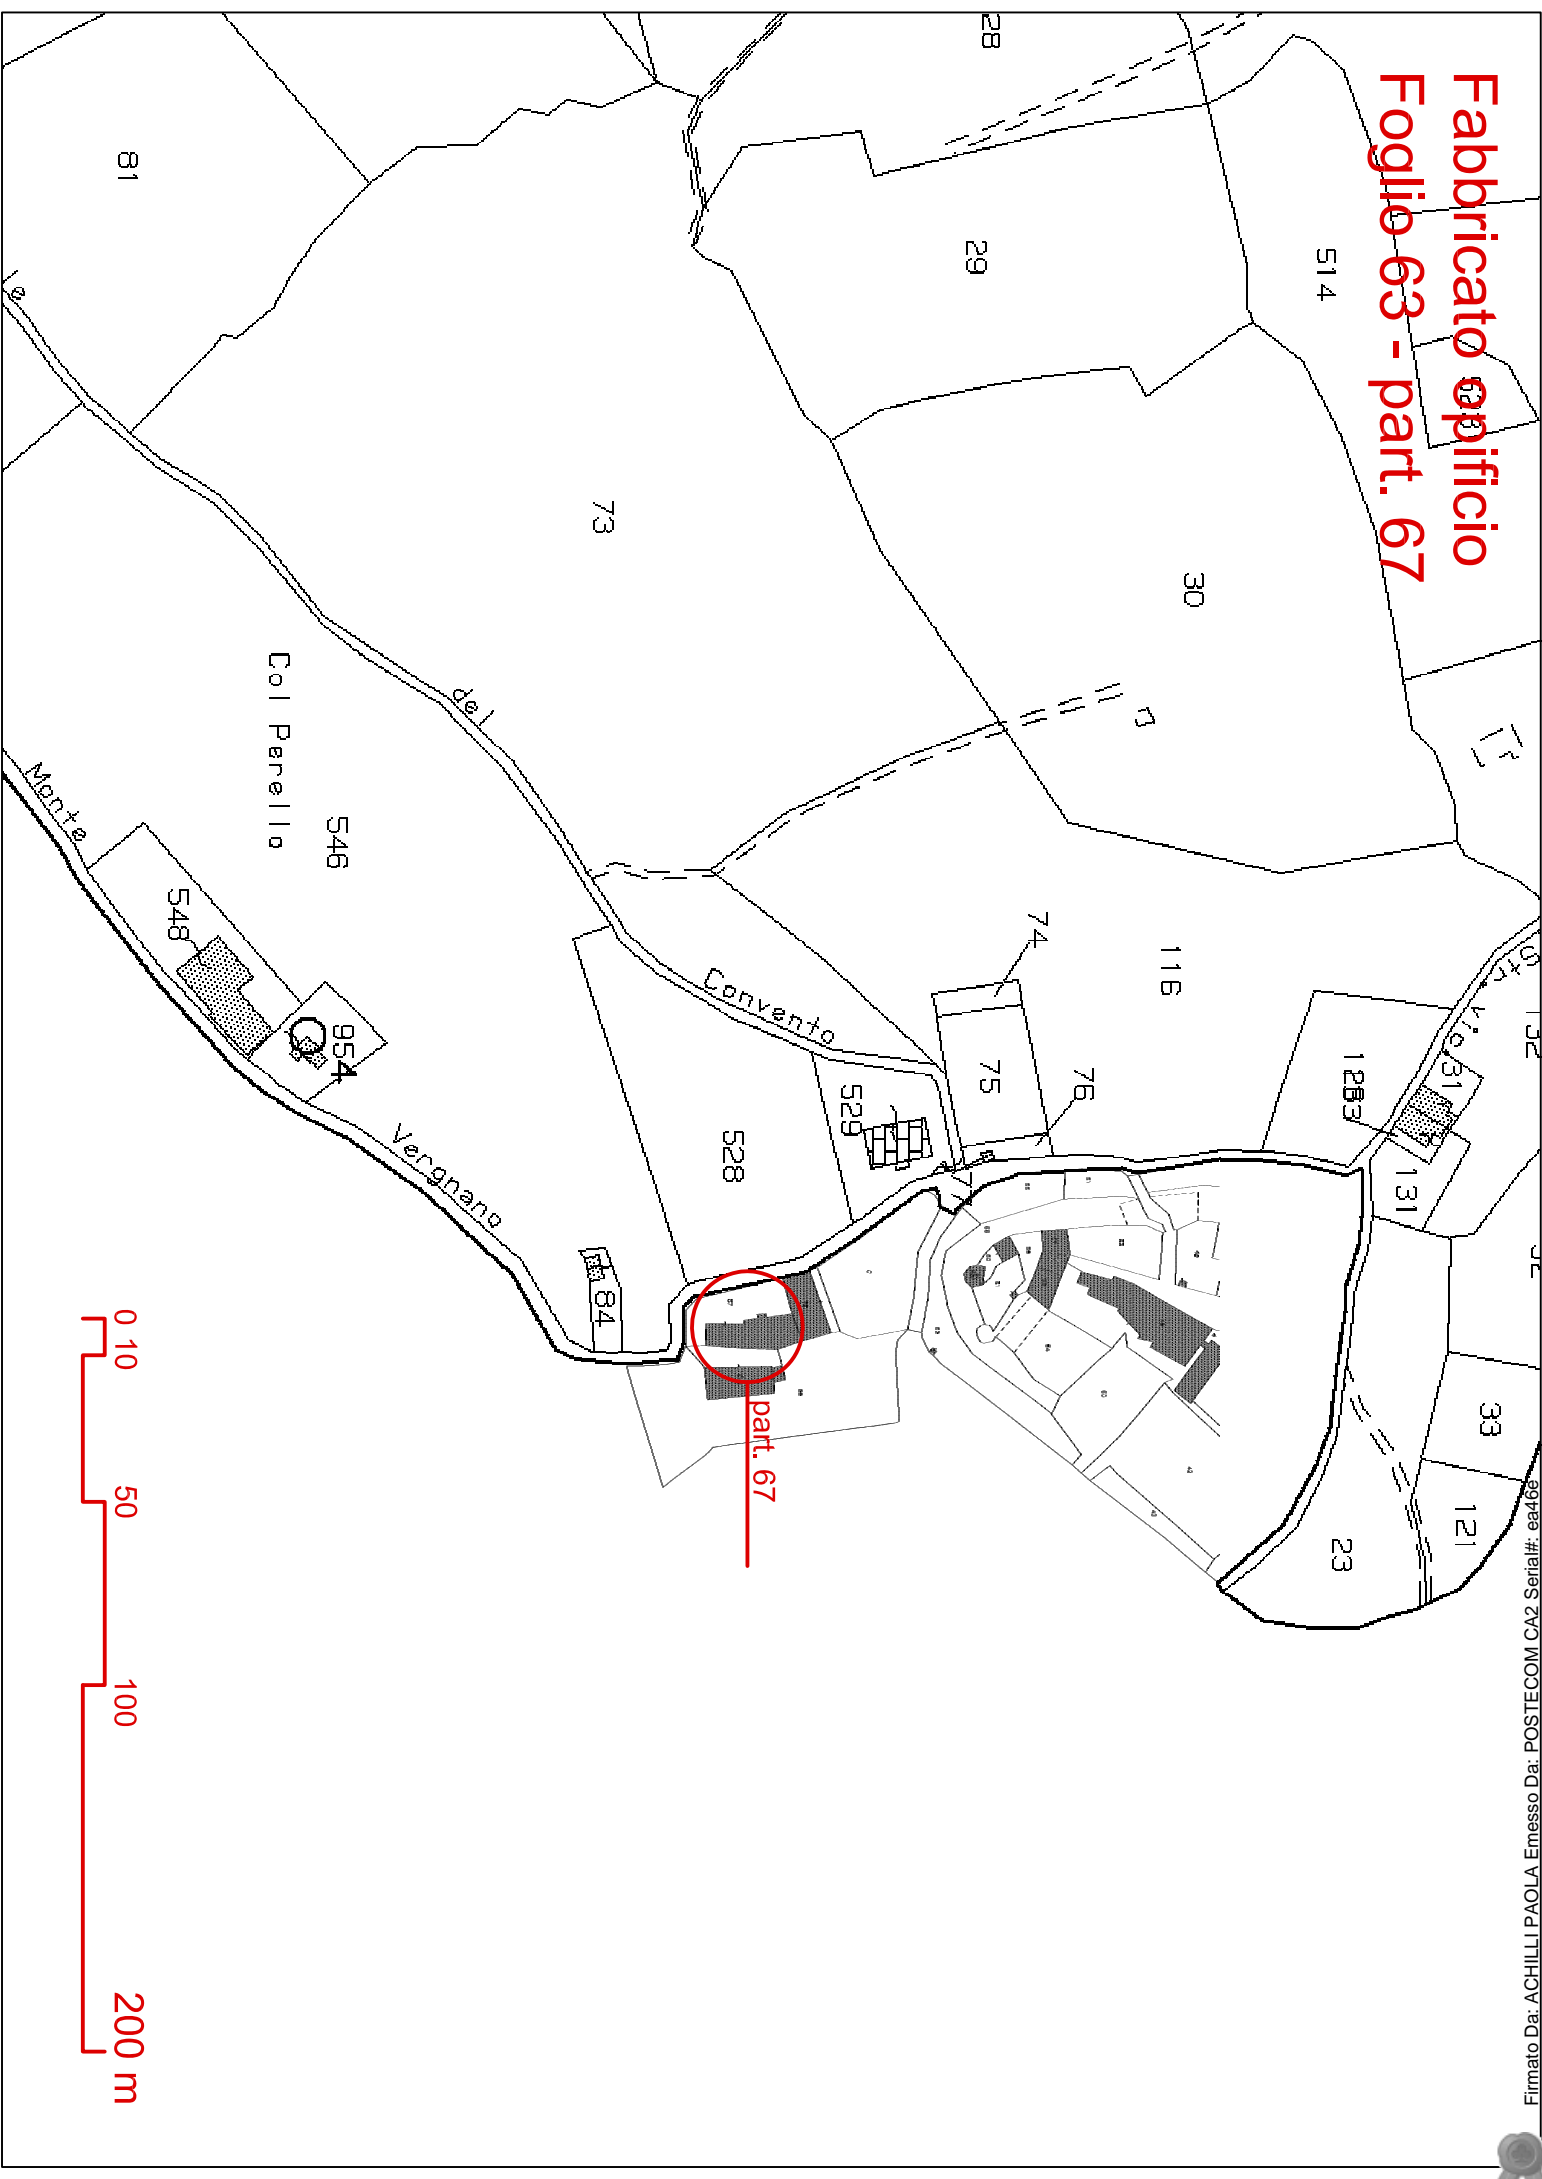 Fabbricato opificio
Foglio 63 - part. 67
28
514
29
81
30
73
e
del
Col Perello
546
Monte
548
954
Vergnano
Convento
74
116
75
76
529
528
84
Str
Vic
131
33
121
23
part. 67
0 10 50 100 200 m
Firmato Da: ACHILLI PAOLA Emesso Da: POSTECOM CA2 Serial#: ea46e